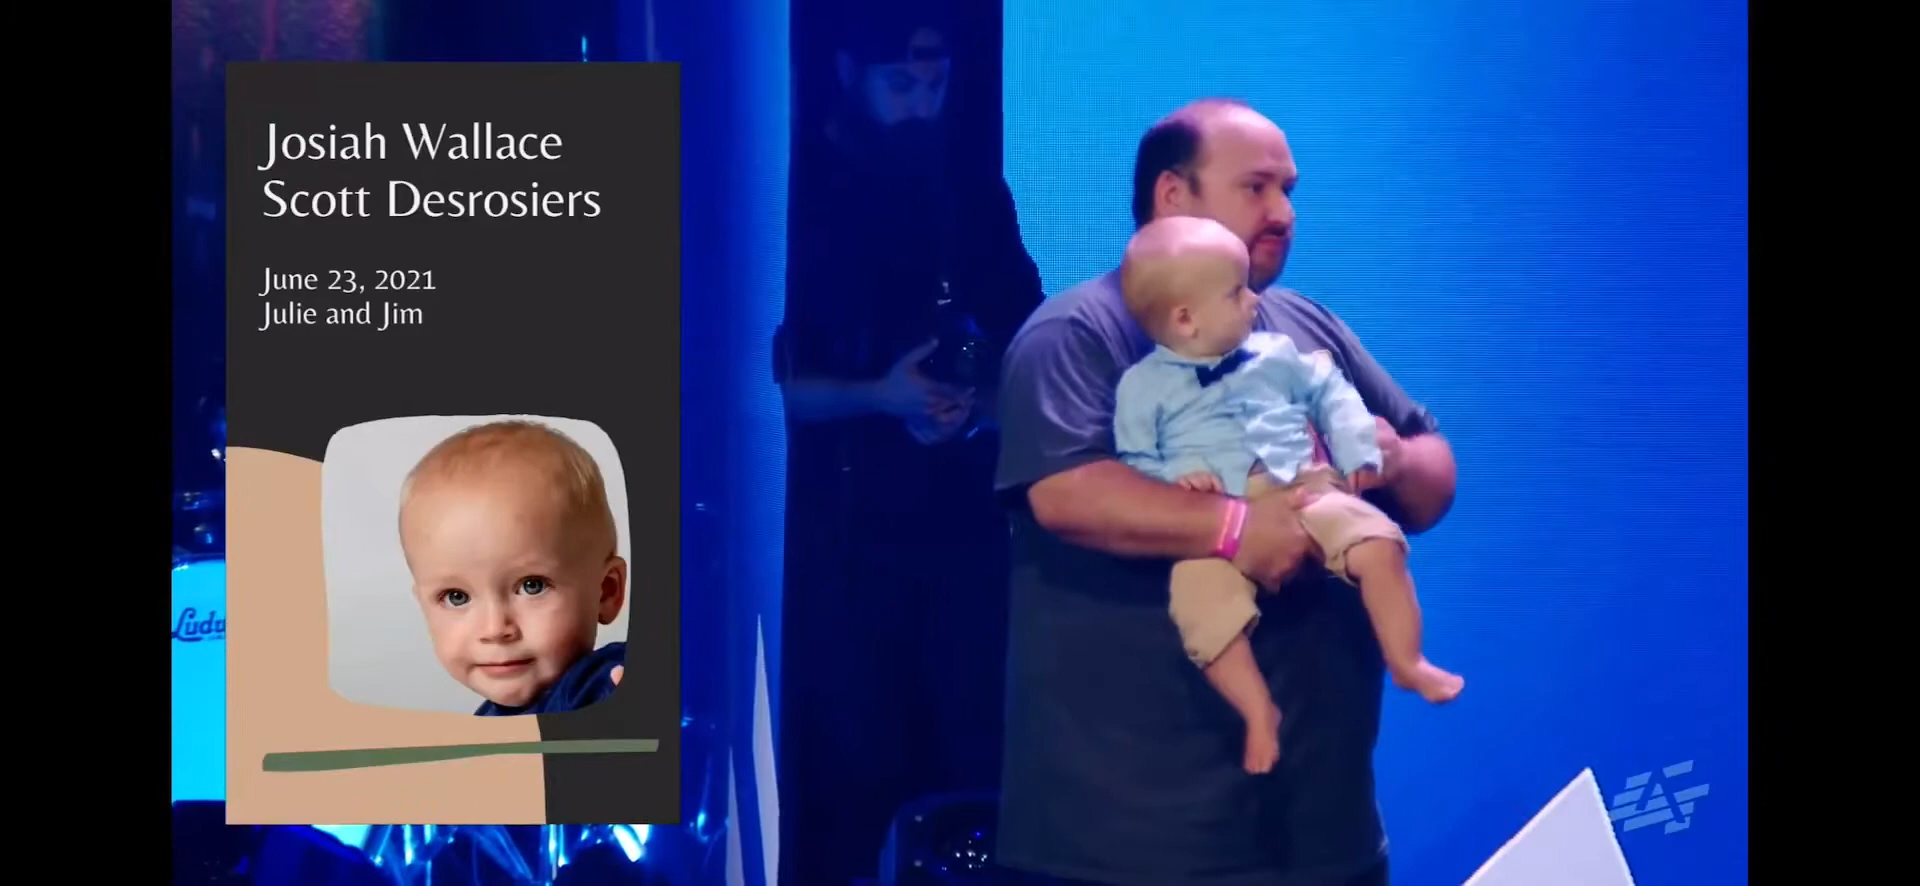 Josiah Wallace
Scott Desrosiers
June 23, 2021
Julie and Jim